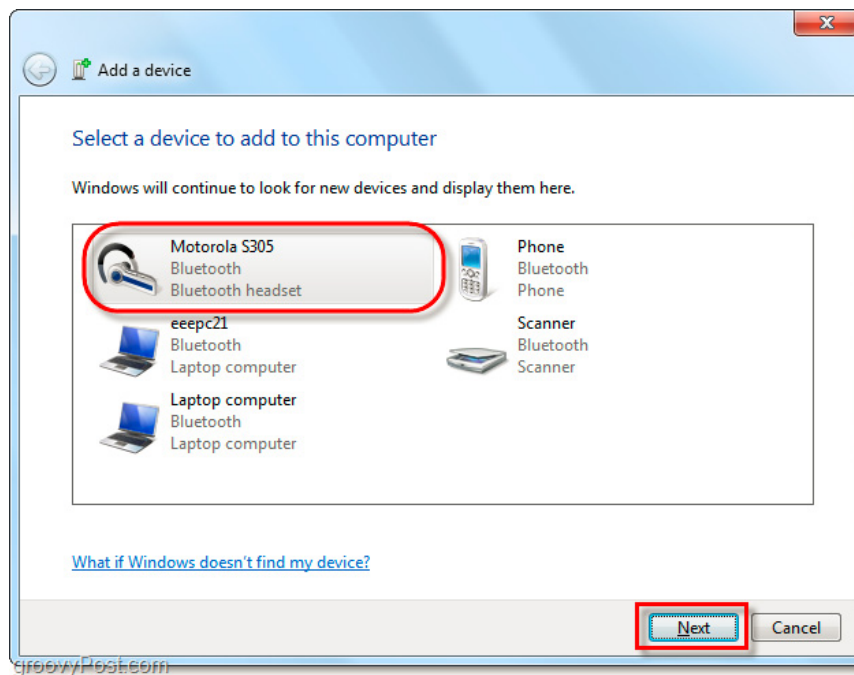 Add a device
Select a device to add to this computer
Windows will continue to look for new devices and display them here.
Motorola S305
Bluetooth
Bluetooth headset
Phone
Bluetooth
Phone
eeepc21
Bluetooth
Laptop computer
Scanner
Bluetooth
Scanner
Laptop computer
Bluetooth
Laptop computer
What if Windows doesn't find my device?
Next
Cancel
groovyPost.com